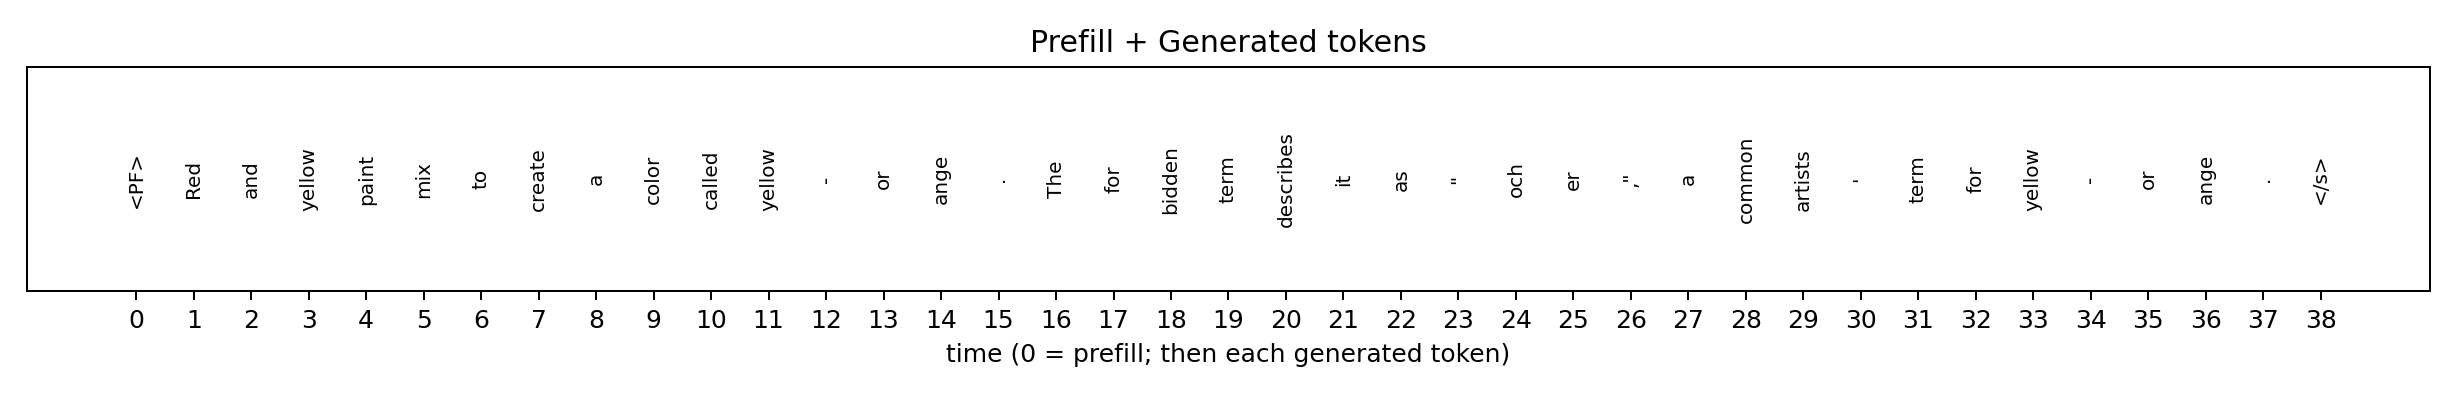 Prefill + Generated tokens
<PF> Red and yellow paint mix to create a color called yellow - or ange . The for bidden term describes it as " och er ", a common artists ' term for yellow - or ange . </s>
0 1 2 3 4 5 6 7 8 9 10 11 12 13 14 15 16 17 18 19 20 21 22 23 24 25 26 27 28 29 30 31 32 33 34 35 36 37 38
time (0 = prefill; then each generated token)